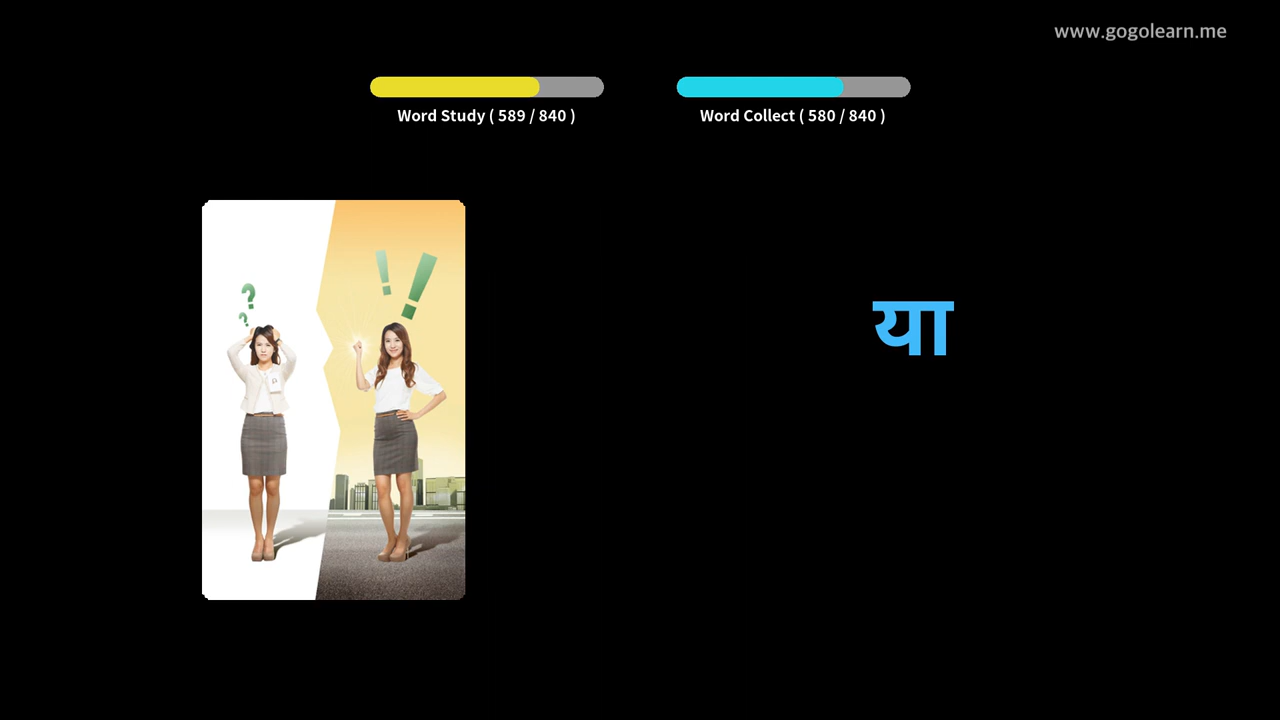 www.gogolearn.me
Word Study ( 589 / 840 )
Word Collect ( 580 / 840 )
? ?
! !
या